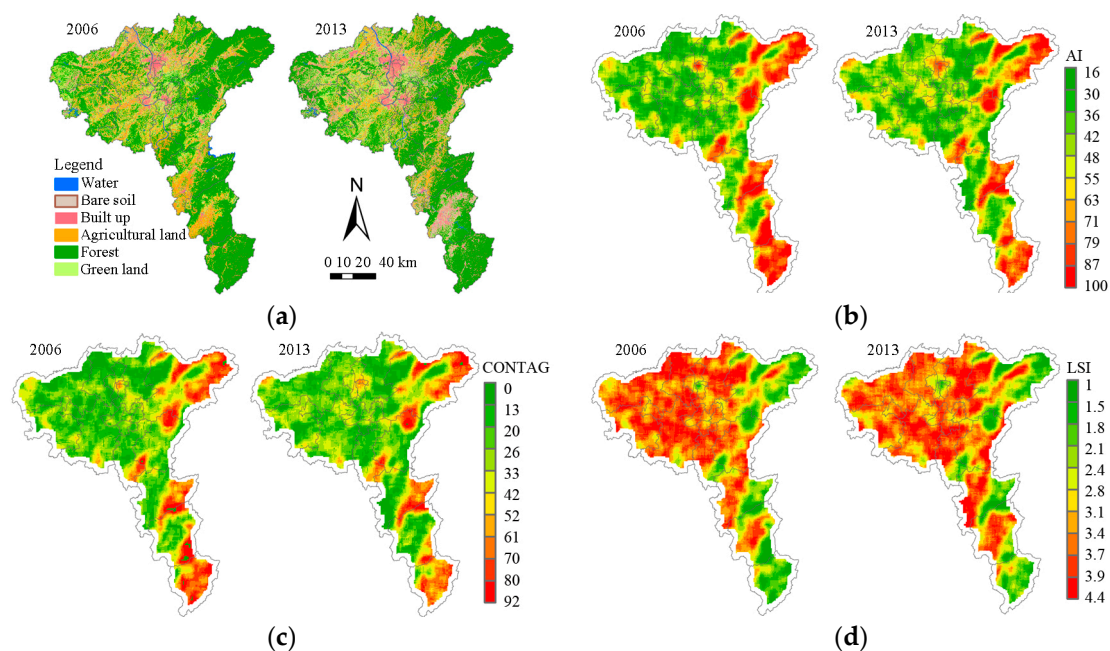 2006
2013
Legend
Water
Bare soil
Built up
Agricultural land
Forest
Green land
N
0 10 20 40 km
(a)
2006
2013
AI
16
30
36
42
48
55
63
71
79
87
100
(b)
2006
2013
CONTAG
0
13
20
26
33
42
52
61
70
80
92
(c)
2006
2013
LSI
1
1.5
1.8
2.1
2.4
2.8
3.1
3.4
3.7
3.9
4.4
(d)